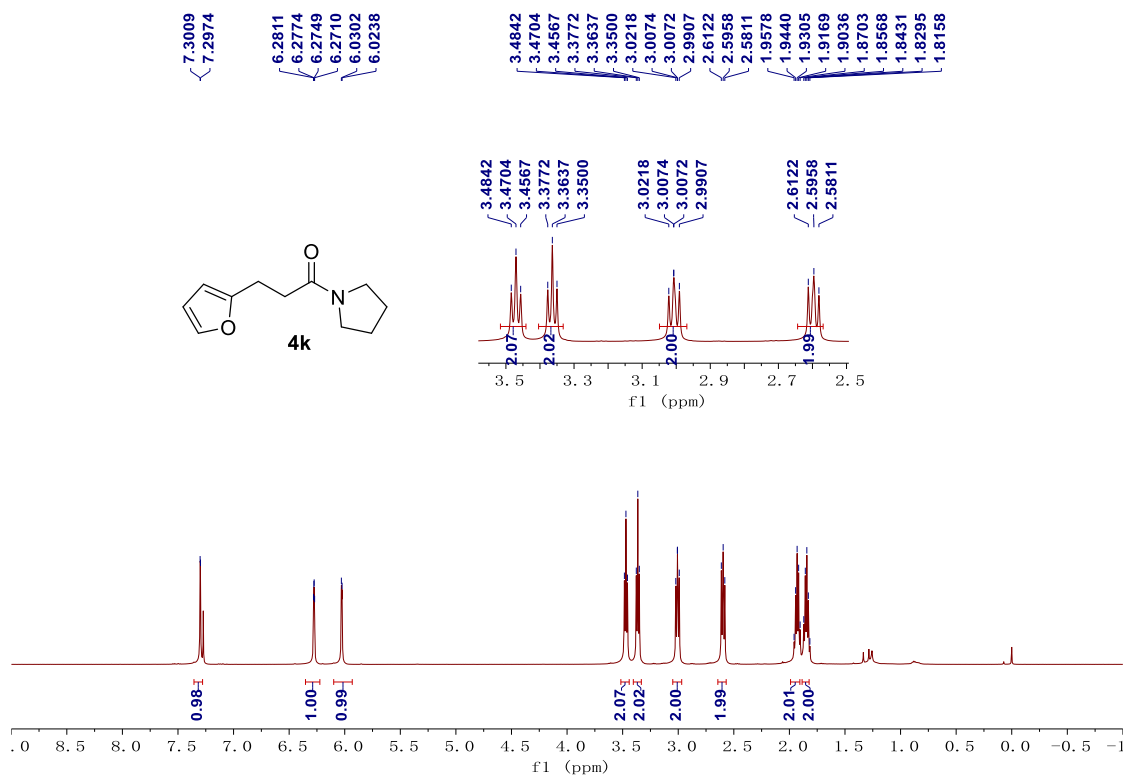 7.3009 7.2974 6.2811 6.2774 6.2749 6.2710 6.0302 6.0238 3.4842 3.4704 3.4567 3.3772 3.3637 3.3500 3.0218 3.0074 3.0072 2.9907 2.6122 2.5958 2.5811 1.9578 1.9440 1.9305 1.9169 1.9036 1.8703 1.8568 1.8431 1.8295 1.8158
3.4842 3.4704 3.4567 3.3772 3.3637 3.3500 3.0218 3.0074 3.0072 2.9907 2.6122 2.5958 2.5811
O
N
O
4k
2.07 2.02 2.00 1.99
3.5 3.3 3.1 2.9 2.7 2.5
f1 (ppm)
0.98 1.00 0.99 2.07 2.02 2.00 1.99 2.01 2.00
.0 8.5 8.0 7.5 7.0 6.5 6.0 5.5 5.0 4.5 4.0 3.5 3.0 2.5 2.0 1.5 1.0 0.5 0.0 -0.5 -1
f1 (ppm)